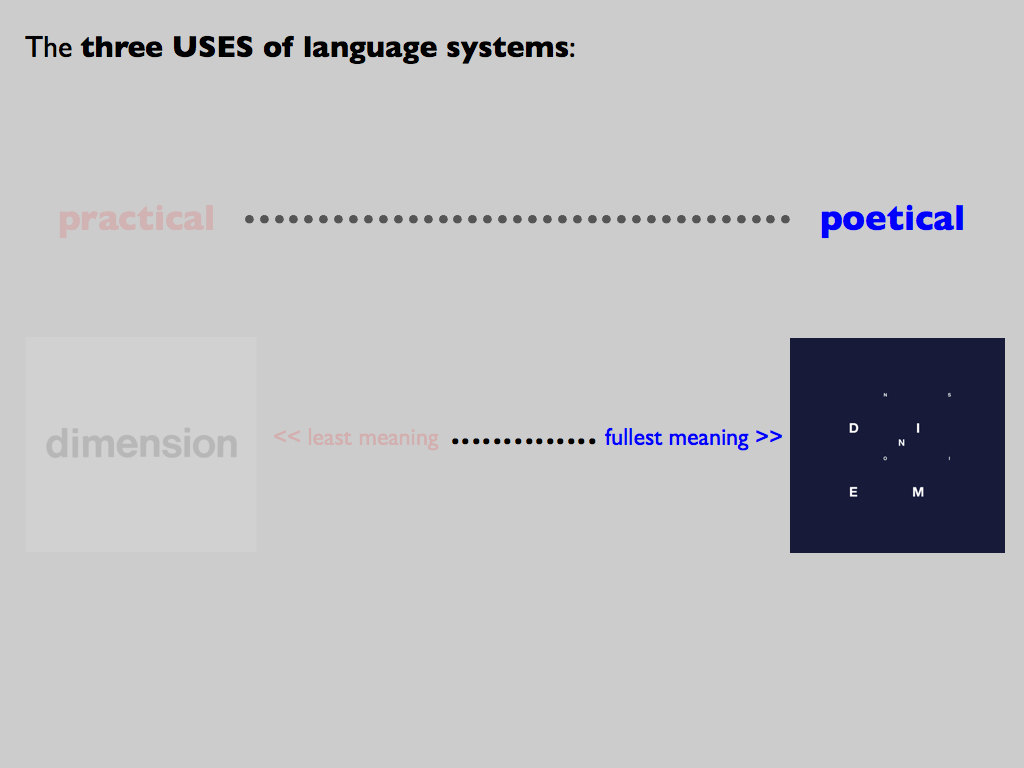 The three USES of language systems:
practical poetical
dimension
<< least meaning ............. fullest meaning >>
N S
D I
N
O I
E M